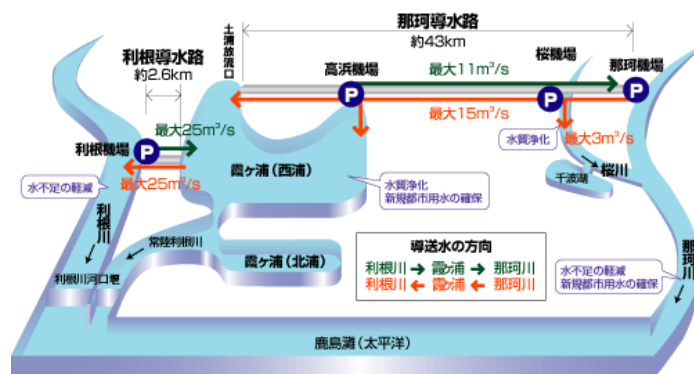 那珂導水路
約43km
利根導水路
約2.6km
土浦放流口
高浜機場
最大11m³/s
桜機場
那珂機場
P
P
P
最大15m³/s
最大25m³/s
利根機場
P
最大25m³/s
水質浄化
最大3m³/s
桜川
千波湖
水不足の軽減
利根川
霞ヶ浦(西浦)
水質浄化
新規都市用水の確保
常陸利根川
霞ヶ浦(北浦)
利根川河口堰
導送水の方向
利根川→霞ヶ浦→那珂川
利根川←霞ヶ浦←那珂川
那珂川
水不足の軽減
新規都市用水の確保
鹿島灘(太平洋)